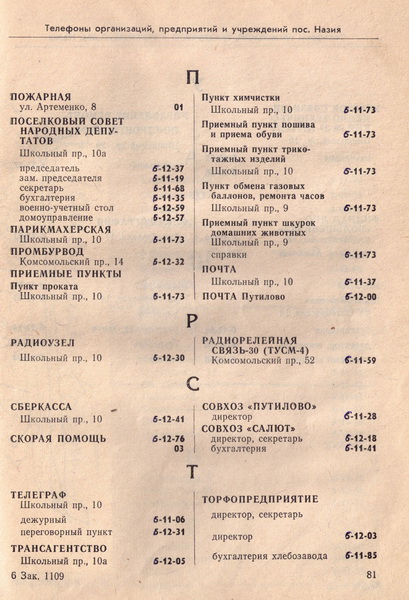 Телефоны организаций, предприятий и учреждений пос. Назия
П
ПОЖАРНАЯ
ул. Артеменко, 8 01
ПОСЕЛКОВЫЙ СОВЕТ
НАРОДНЫХ ДЕПУ-
ТАТОВ
Школьный пр., 10а
председатель 6-12-37
зам. председателя 6-11-19
секретарь 6-11-68
бухгалтерия 6-11-35
военно-учетный стол 6-12-59
домоуправление 6-12-57
ПАРИКМАХЕРСКАЯ
Школьный пр., 10 6-11-73
ПРОМБУРВОД
Комсомольский пр., 14 6-12-32
ПРИЕМНЫЕ ПУНКТЫ
Пункт проката
Школьный пр., 10 6-11-73
Пункт химчистки
Школьный пр., 10 6-11-73
Приемный пункт пошива
и приема обуви 6-11-73
Приемный пункт трико-
тажных изделий
Школьный пр., 10 6-11-73
Пункт обмена газовых
баллонов, ремонта часов
Школьный пр., 9 6-11-73
Приемный пункт шкурок
домашних животных
Школьный пр., 9
справки 6-11-73
ПОЧТА
Школьный пр., 10 6-11-37
ПОЧТА Путилово 6-12-00
Р
РАДИОУЗЕЛ
Школьный пр., 10 6-12-30
РАДИОРЕЛЕЙНАЯ
СВЯЗЬ-30 (ТУСМ-4)
Комсомольский пр., 52 6-11-59
С
СБЕРКАССА
Школьный пр., 10 6-12-41
СКОРАЯ ПОМОЩЬ 6-12-76
03
СОВХОЗ «ПУТИЛОВО»
директор 6-11-28
СОВХОЗ «САЛЮТ»
директор, секретарь 6-12-18
бухгалтерия 6-11-41
Т
ТЕЛЕГРАФ
Школьный пр., 10
дежурный 6-11-06
переговорный пункт 6-12-31
ТРАНСАГЕНТСТВО
Школьный пр., 10а 6-12-05
ТОРФОПРЕДПРИЯТИЕ
директор, секретарь
директор 6-12-03
бухгалтерия хлебозавода 6-11-85
6 Зак. 1109 81